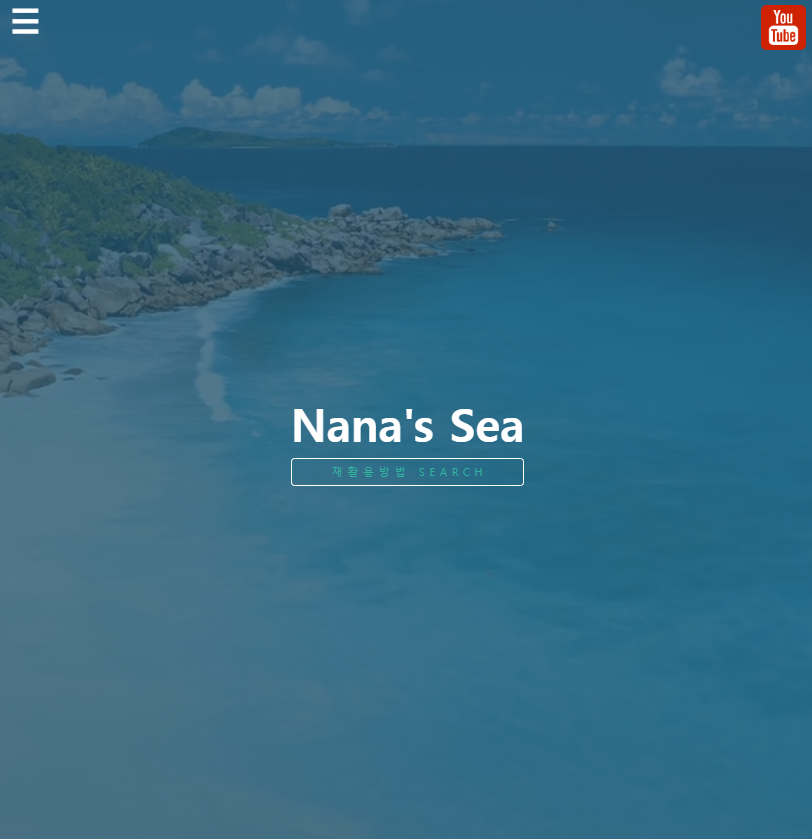 You
Tube
Nana's Sea
재활용방법 SEARCH